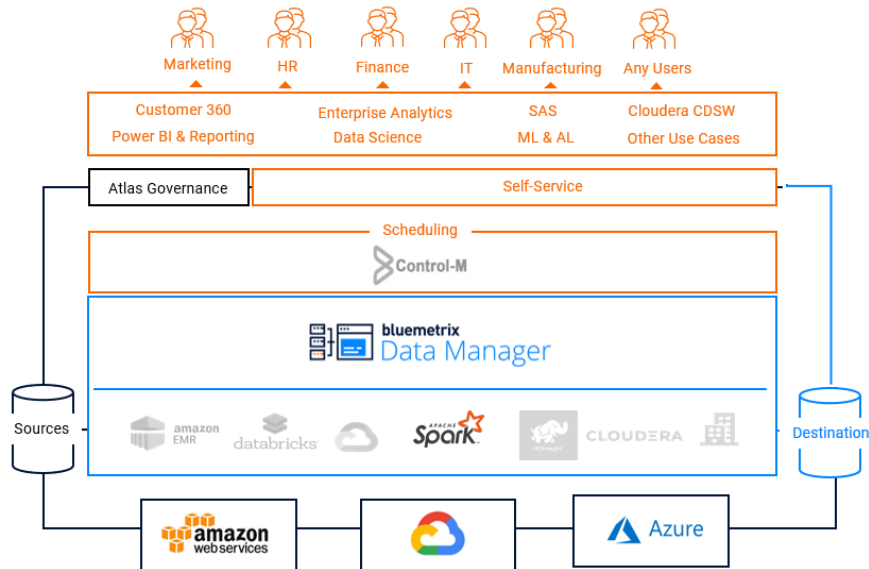 Marketing
HR
Finance
IT
Manufacturing
Any Users
Customer 360
Enterprise Analytics
SAS
Cloudera CDSW
Power BI & Reporting
Data Science
ML & AL
Other Use Cases
Atlas Governance
Self-Service
Scheduling
Control-M
bluemetrix
Data Manager
Sources
amazon
EMR
databricks
APACHE
Spark
HDInsight
CLOUDERA
Destination
amazon
web services
Azure